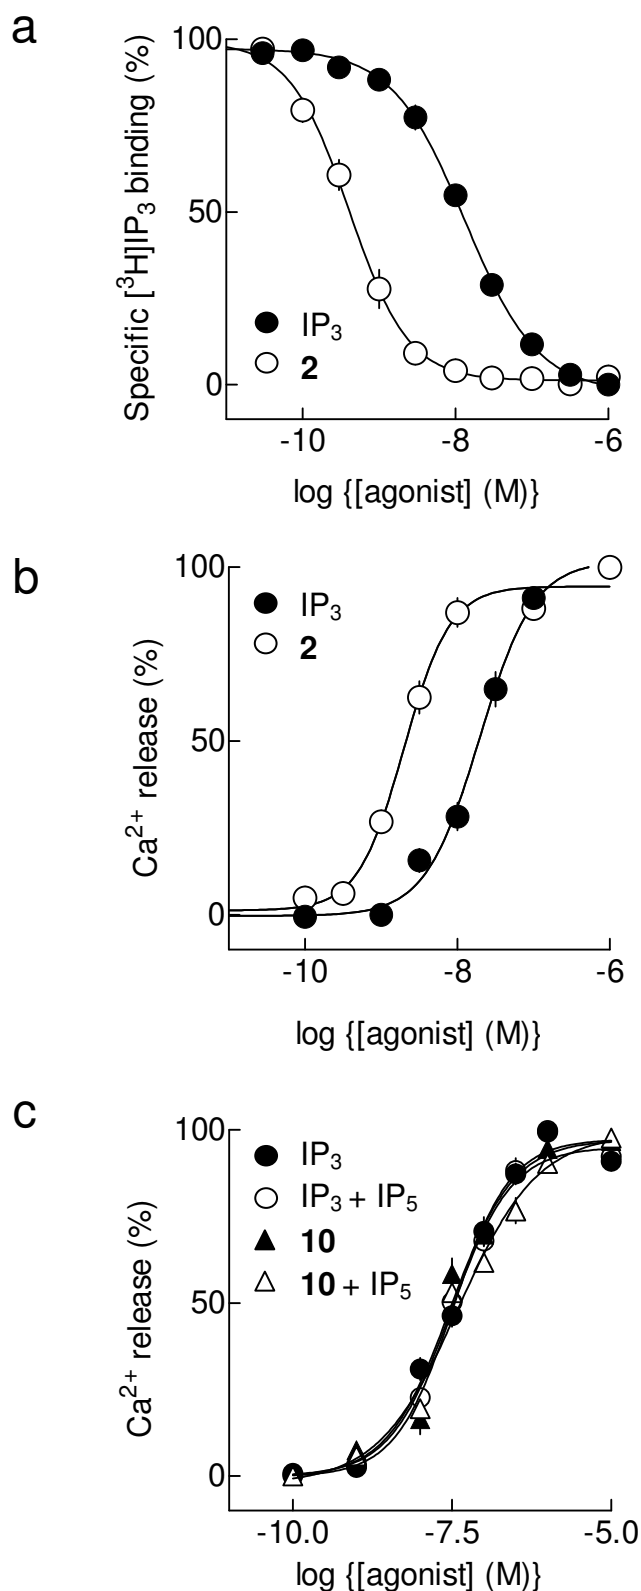 a
Specific [³H]IP₃ binding (%)
100
50
0
IP₃
2
-10 -8 -6
log {[agonist] (M)}
b
Ca²⁺ release (%)
100
50
0
IP₃
2
-10 -8 -6
log {[agonist] (M)}
c
Ca²⁺ release (%)
100
50
0
IP₃
IP₃ + IP₅
10
10 + IP₅
-10.0 -7.5 -5.0
log {[agonist] (M)}